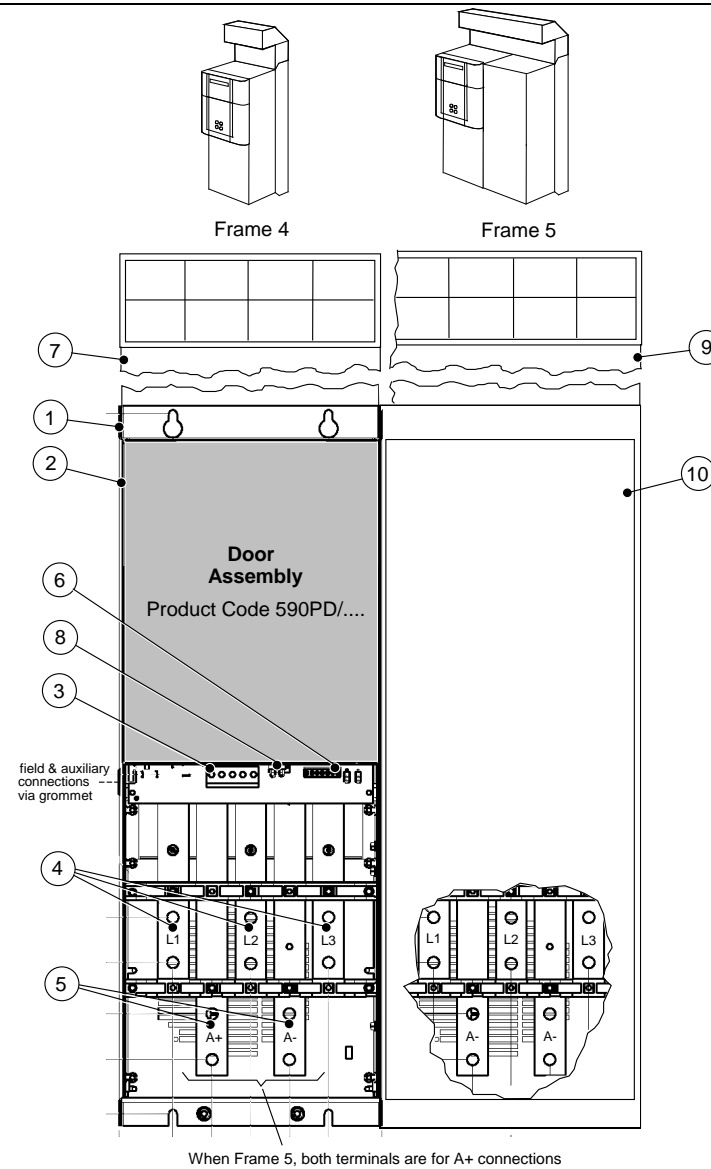 Frame 4
Frame 5
7
9
1
2
10
Door
Assembly
Product Code 590PD/....
6
8
3
field & auxiliary
connections
via grommet
4
L1
L2
L3
L1
L2
L3
5
A+
A-
A-
A-
When Frame 5, both terminals are for A+ connections